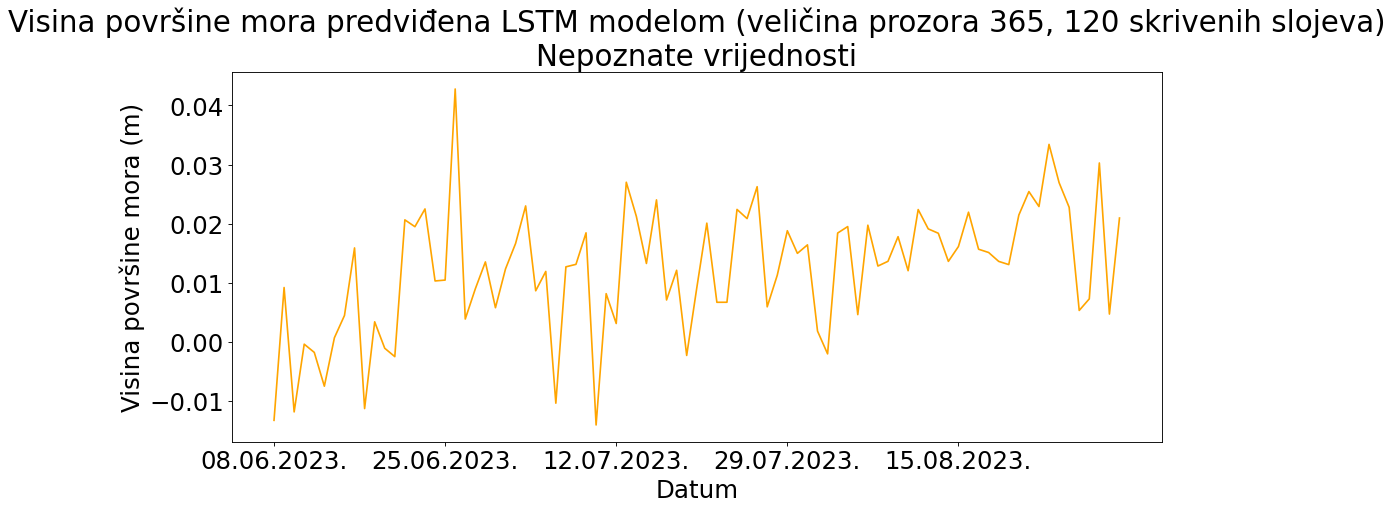 Visina površine mora predviđena LSTM modelom (veličina prozora 365, 120 skrivenih slojeva)
Nepoznate vrijednosti
Visina površine mora (m)
0.04
0.03
0.02
0.01
0.00
−0.01
08.06.2023. 25.06.2023. 12.07.2023. 29.07.2023. 15.08.2023.
Datum